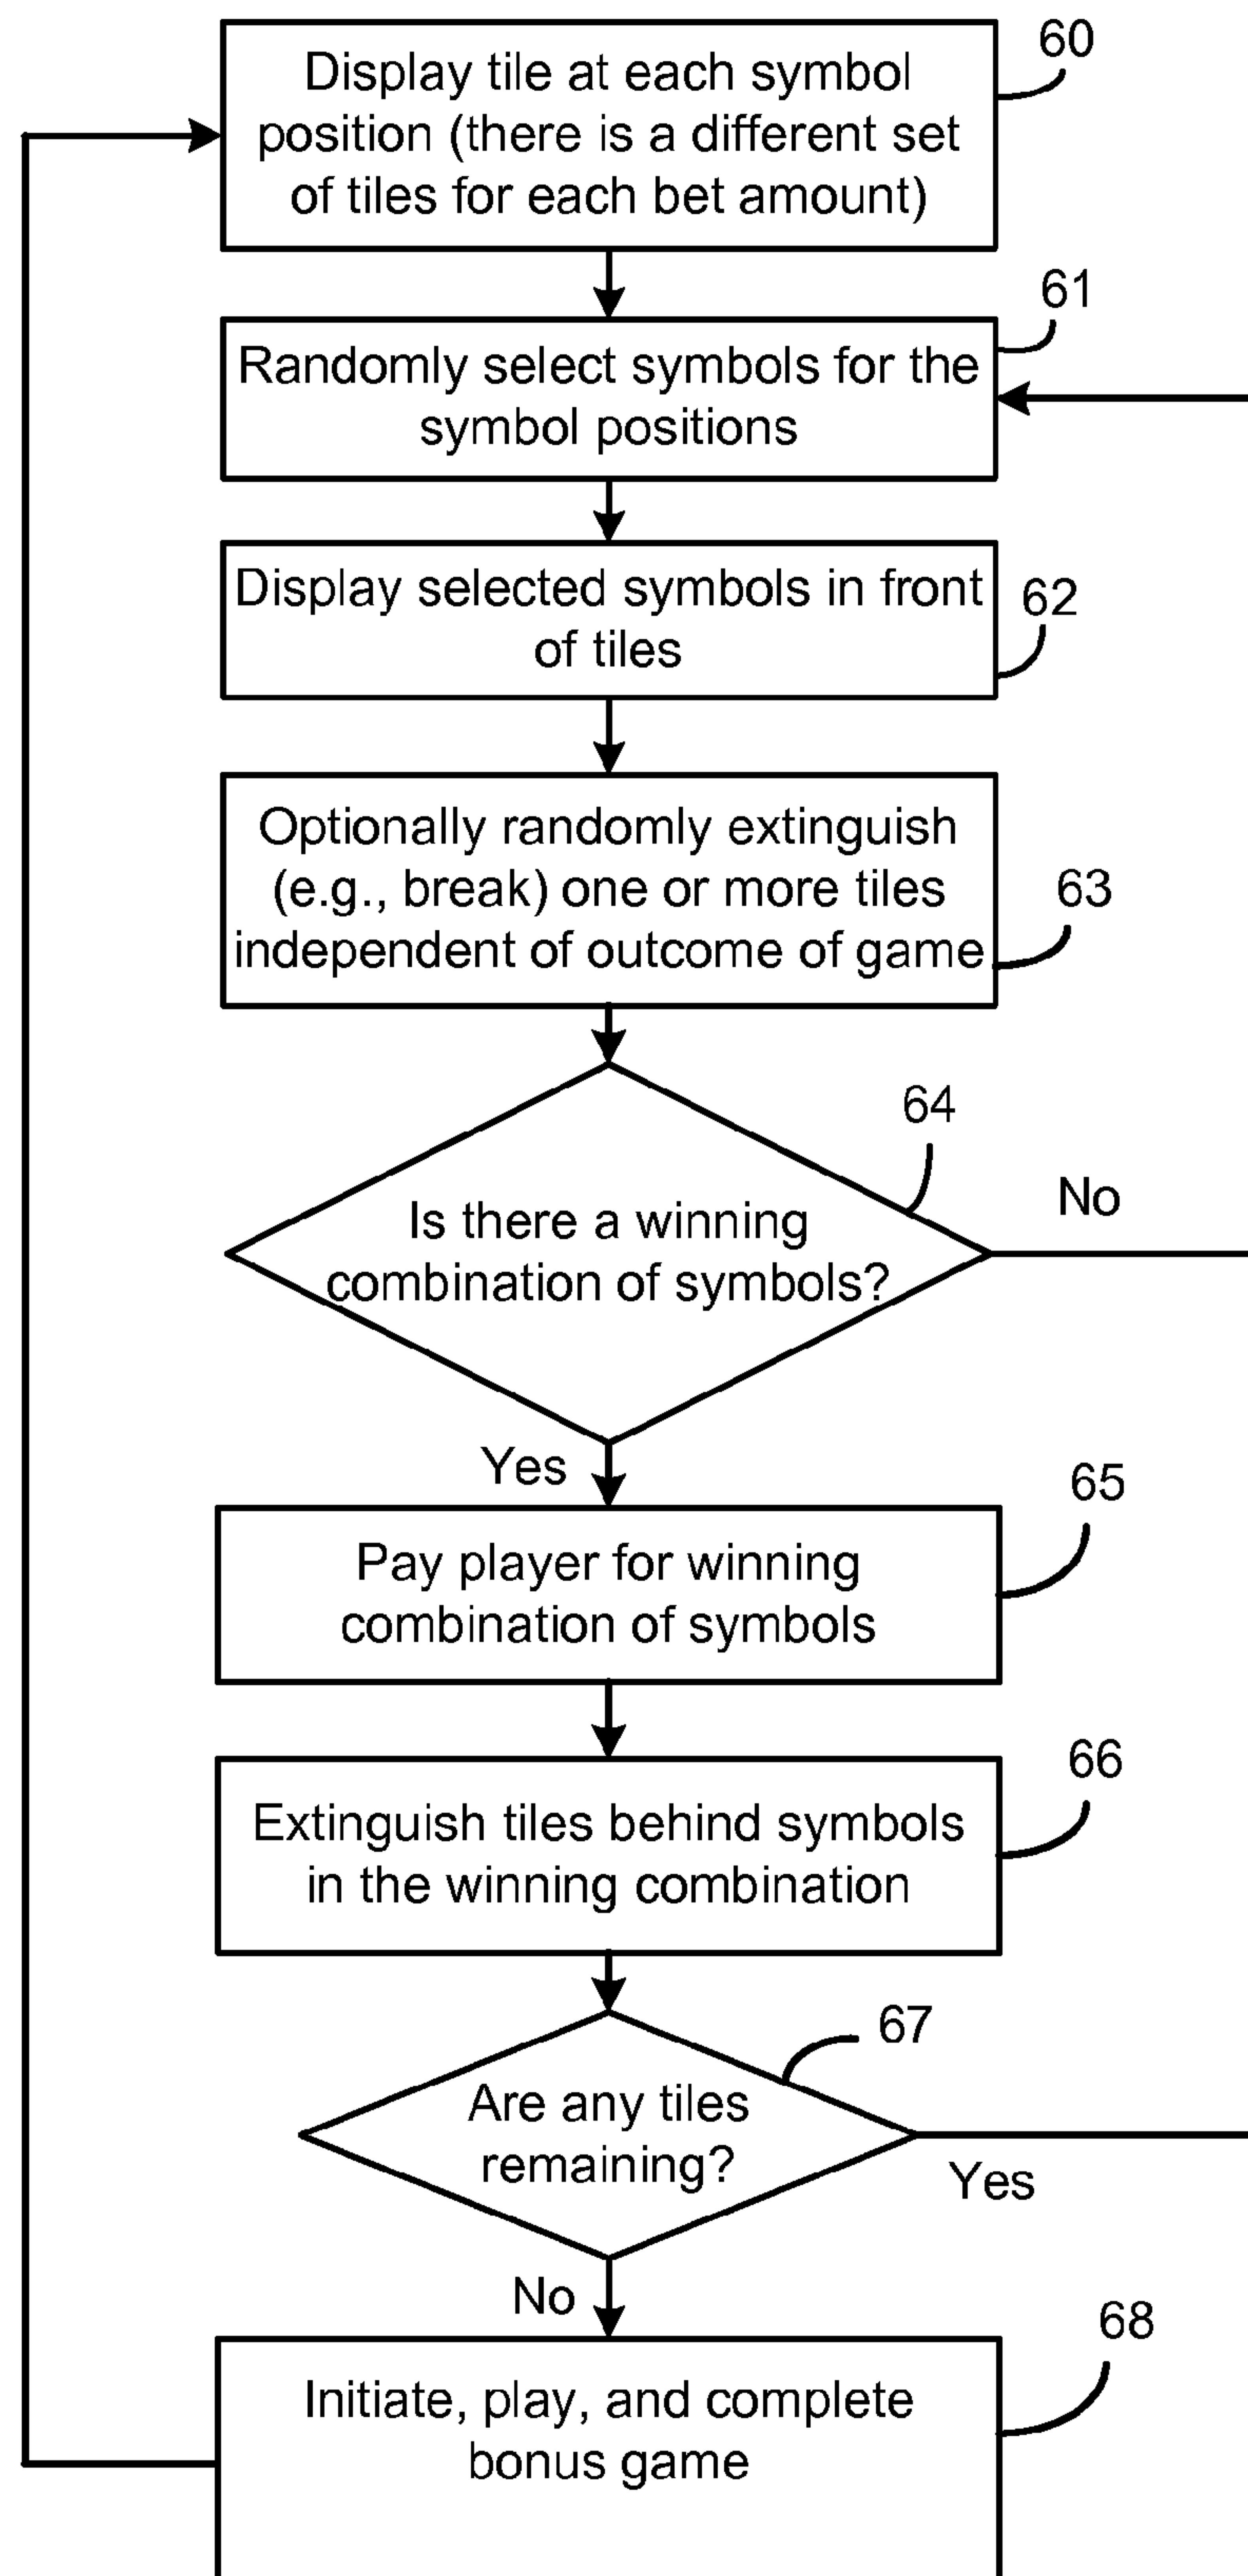 60
Display tile at each symbol
position (there is a different set
of tiles for each bet amount)
61
Randomly select symbols for the
symbol positions
Display selected symbols in front
of tiles
62
Optionally randomly extinguish
(e.g., break) one or more tiles
independent of outcome of game
63
64
No
Is there a winning
combination of symbols?
Yes
65
Pay player for winning
combination of symbols
66
Extinguish tiles behind symbols
in the winning combination
67
Are any tiles
remaining?
Yes
No
68
Initiate, play, and complete
bonus game